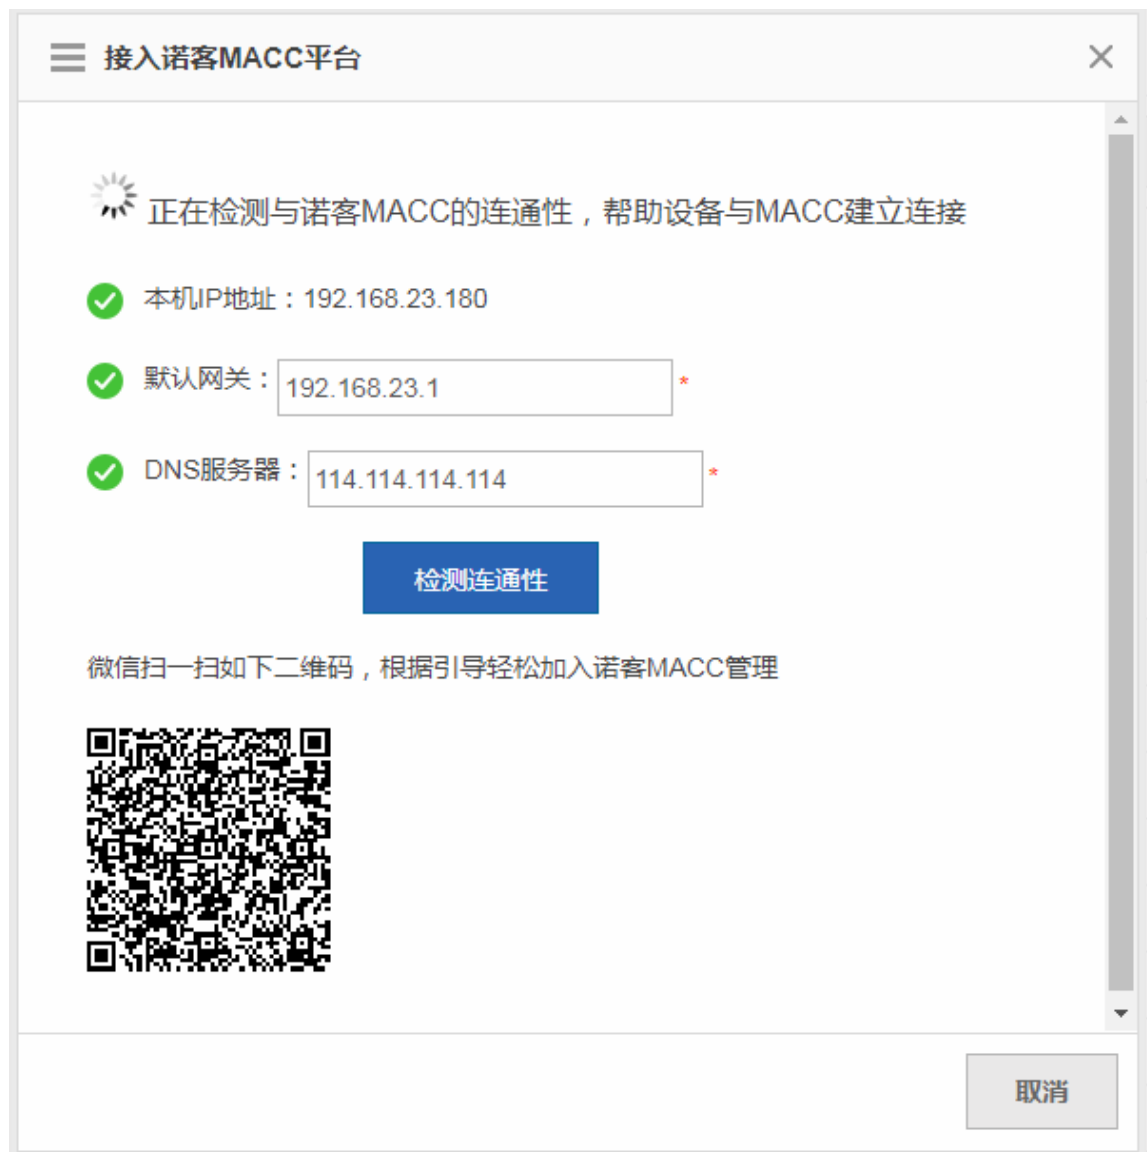 接入诺客MACC平台
正在检测与诺客MACC的连通性，帮助设备与MACC建立连接
本机IP地址：192.168.23.180
默认网关：192.168.23.1 *
DNS服务器：114.114.114.114 *
检测连通性
微信扫一扫如下二维码，根据引导轻松加入诺客MACC管理
取消